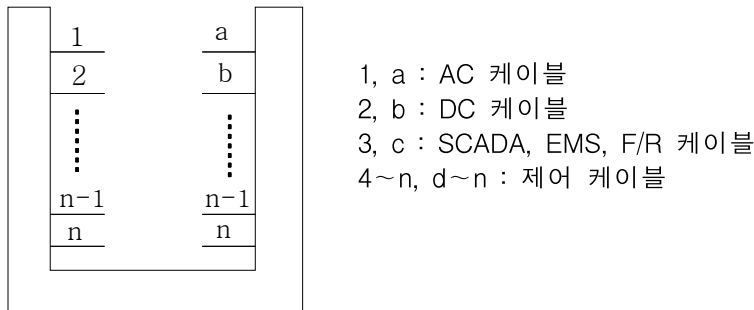 1 a
2 b
n-1 n-1
n n
1, a : AC 케이블
2, b : DC 케이블
3, c : SCADA, EMS, F/R 케이블
4~n, d~n : 제어 케이블